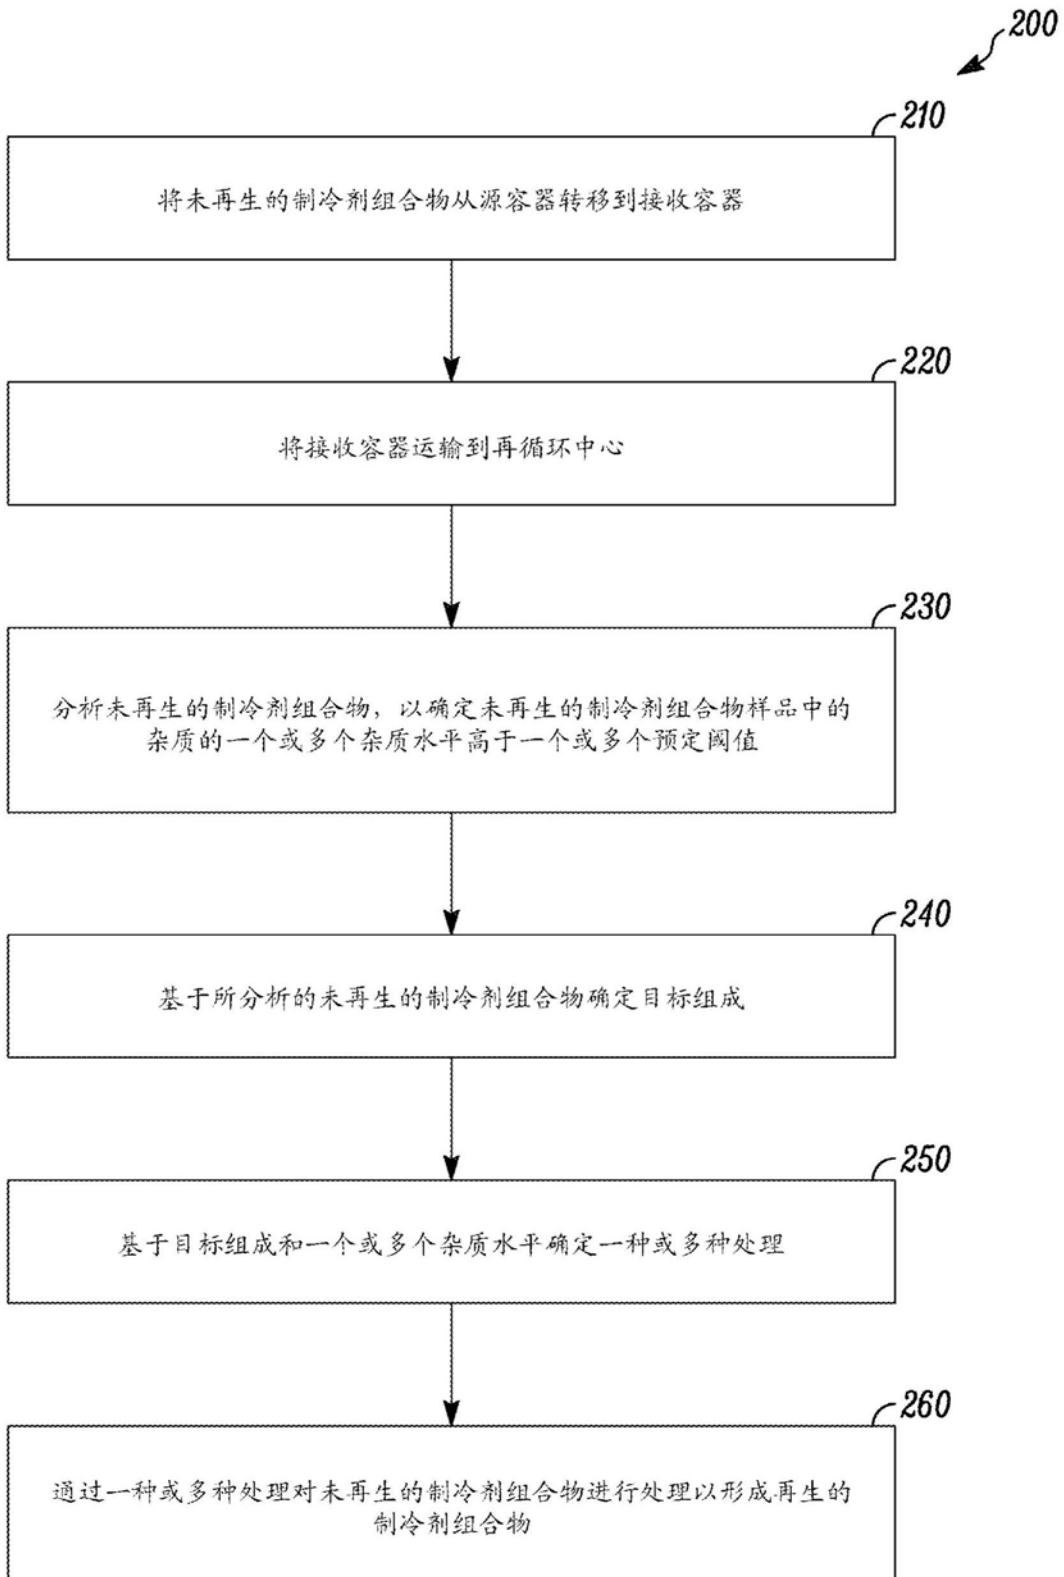 200
210
将未再生的制冷剂组合物从源容器转移到接收容器
220
将接收容器运输到再循环中心
230
分析未再生的制冷剂组合物，以确定未再生的制冷剂组合物样品中的
杂质的一个或多个杂质水平高于一个或多个预定阈值
240
基于所分析的未再生的制冷剂组合物确定目标组成
250
基于目标组成和一个或多个杂质水平确定一种或多种处理
260
通过一种或多种处理对未再生的制冷剂组合物进行处理以形成再生的
制冷剂组合物